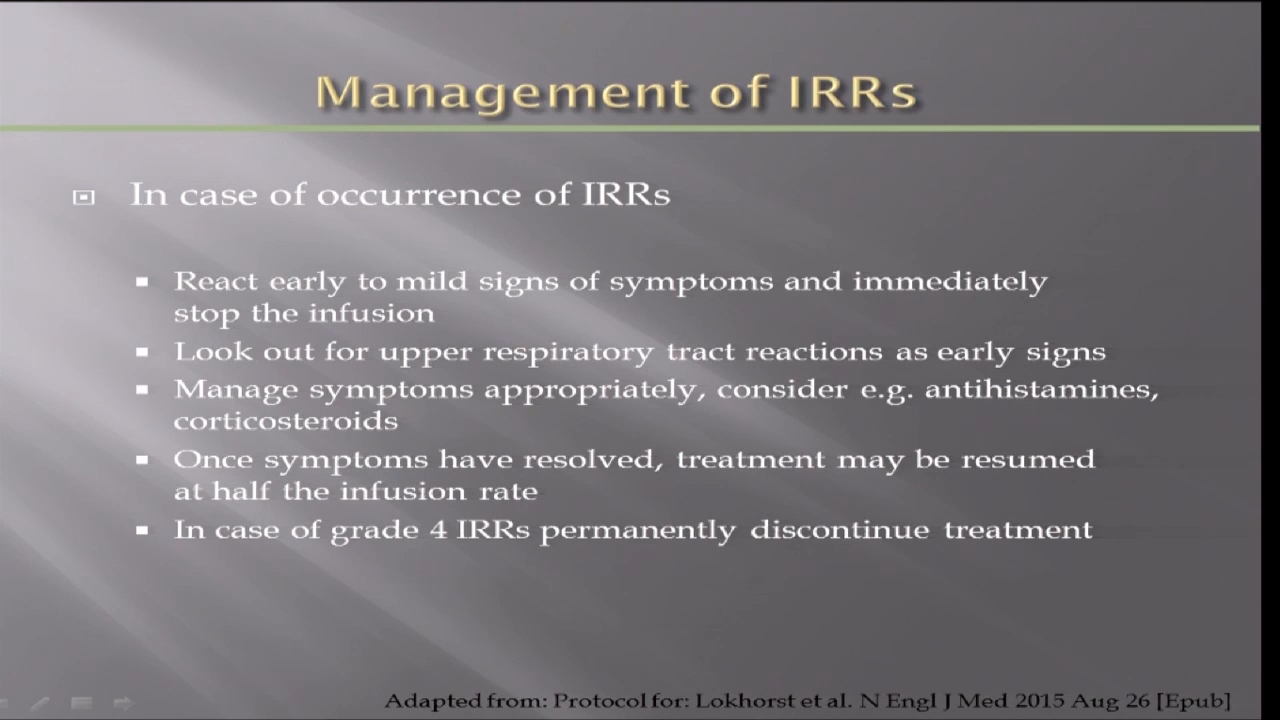 Management of IRRs
In case of occurrence of IRRs
React early to mild signs of symptoms and immediately
stop the infusion
Look out for upper respiratory tract reactions as early signs
Manage symptoms appropriately, consider e.g. antihistamines,
corticosteroids
Once symptoms have resolved, treatment may be resumed
at half the infusion rate
In case of grade 4 IRRs permanently discontinue treatment
Adapted from: Protocol for: Lokhorst et al. N Engl J Med 2015 Aug 26 [Epub]